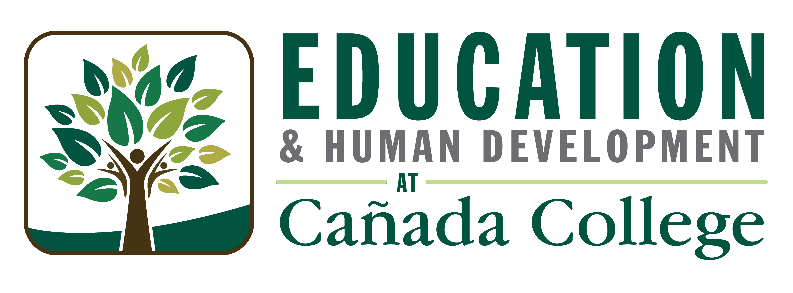 EDUCATION
& HUMAN DEVELOPMENT
AT
Cañada College